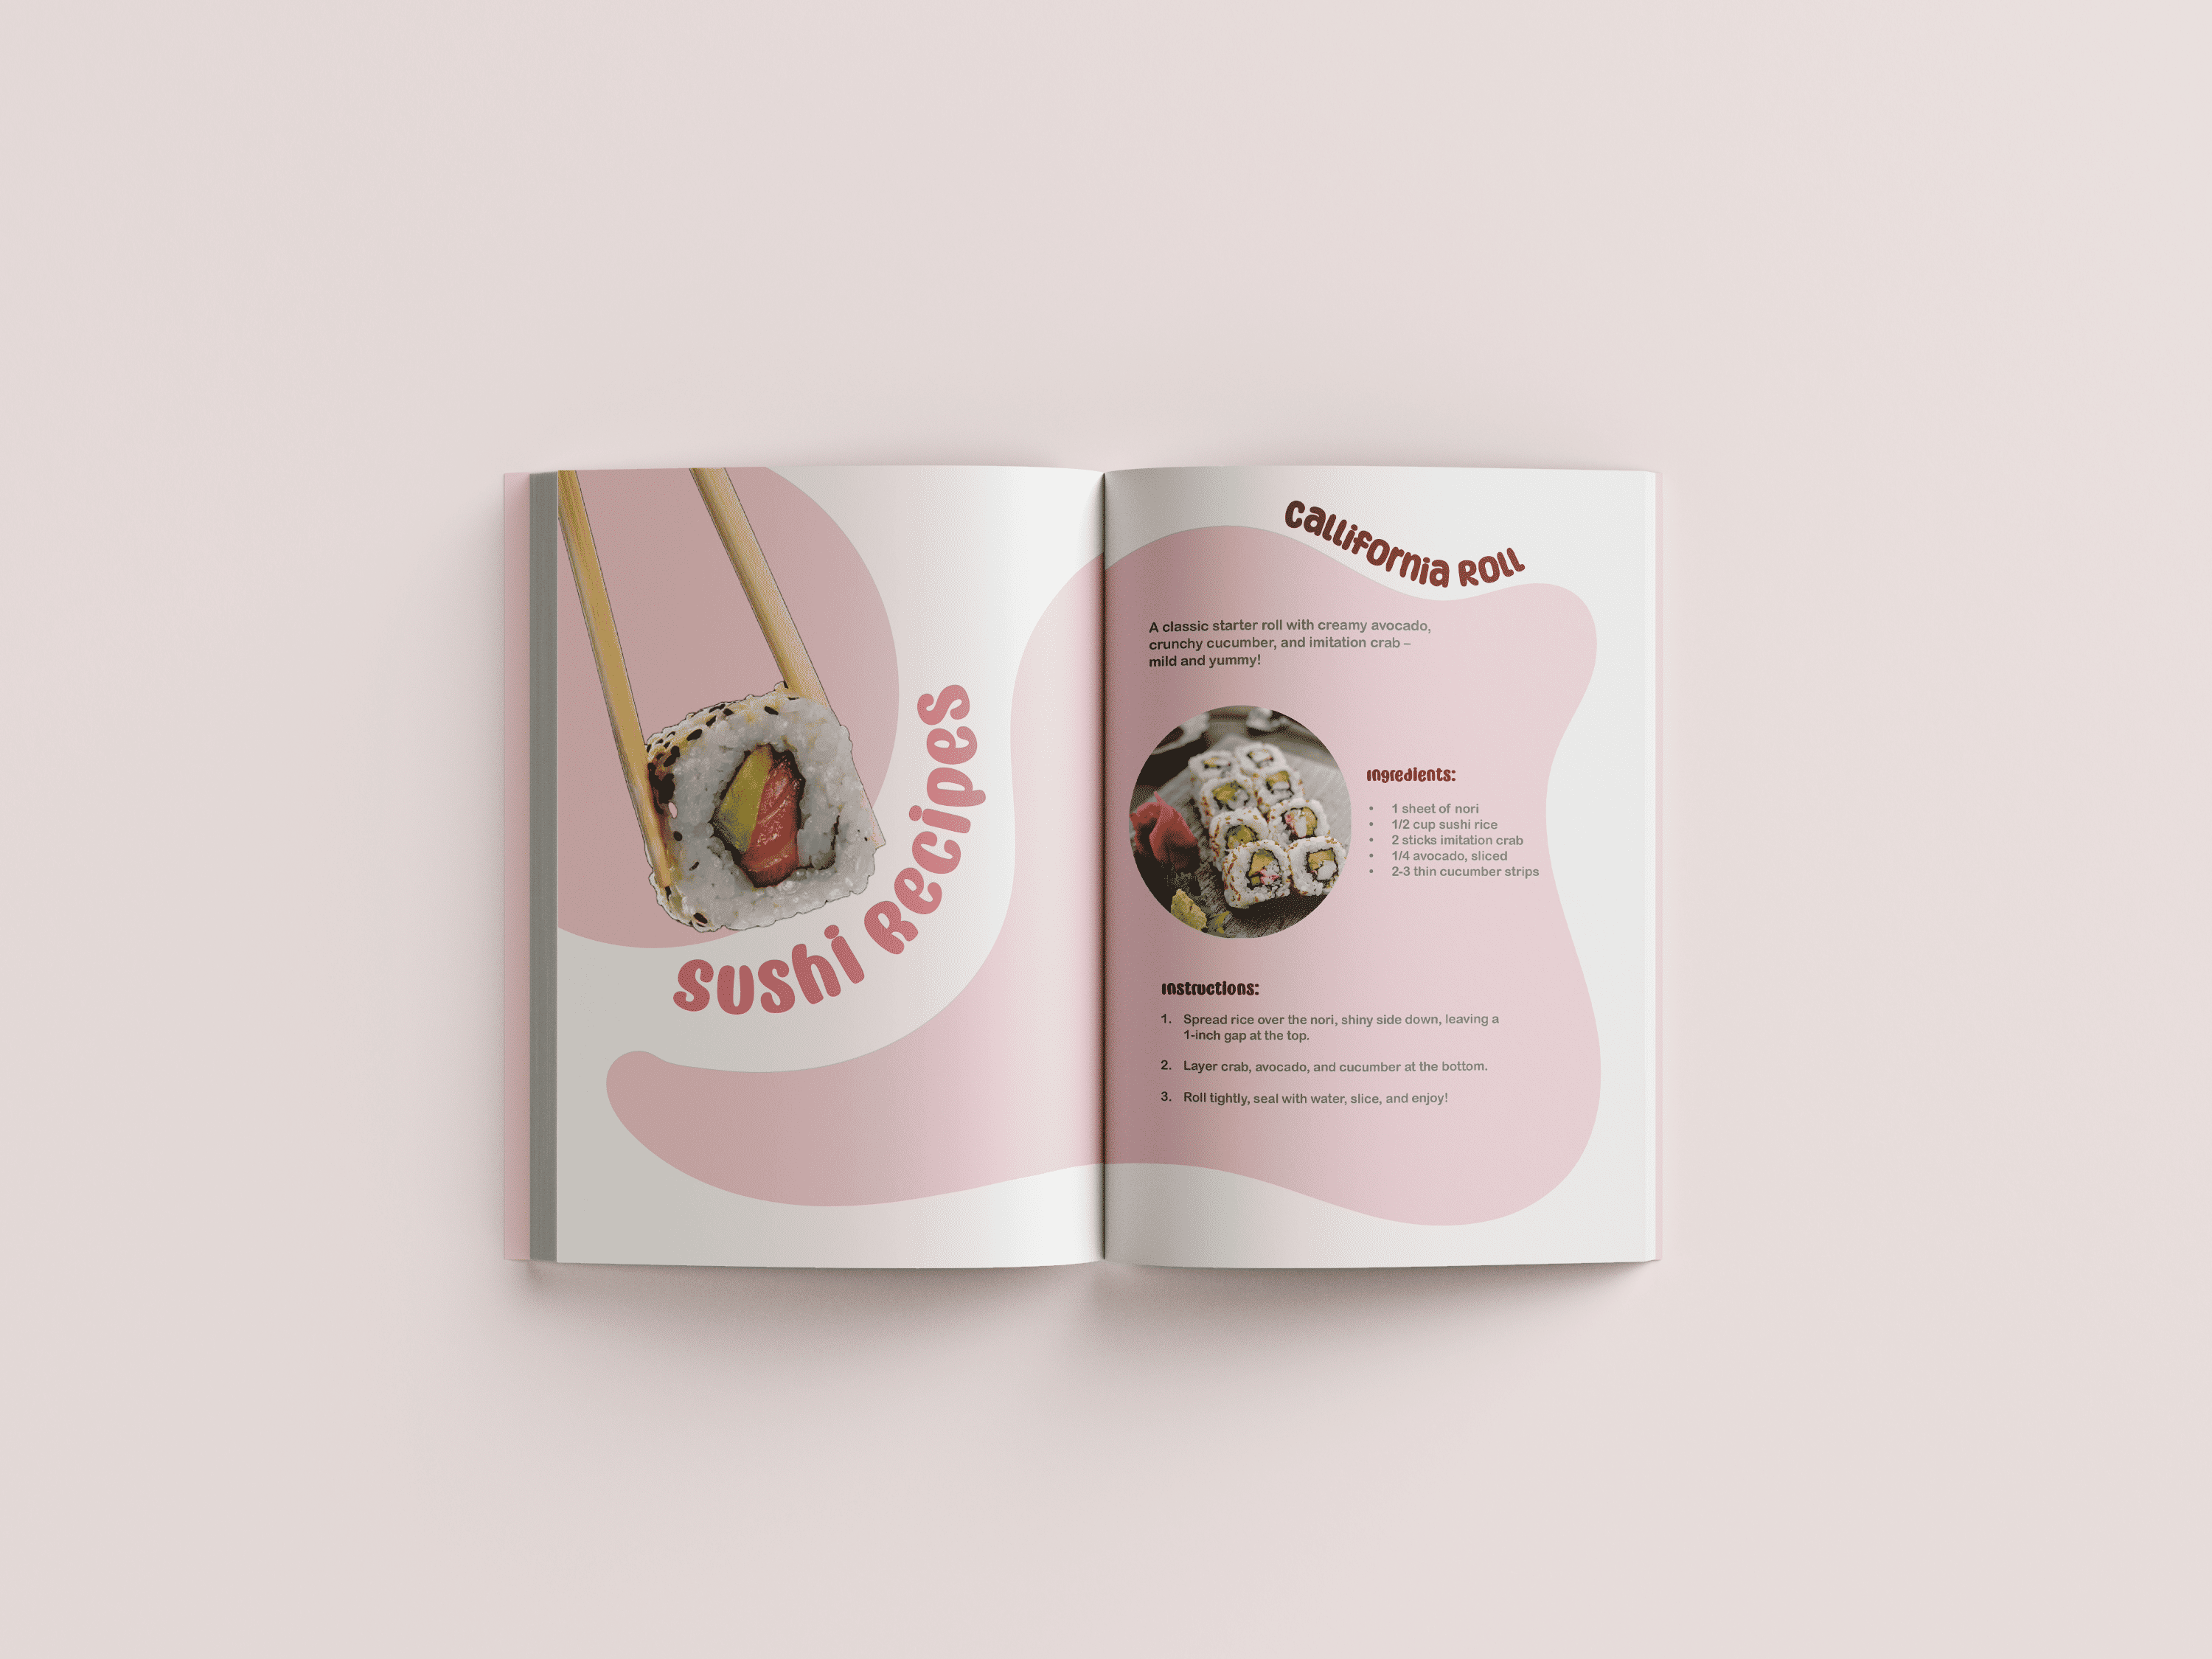 Sushi Recipes
Callifornia Roll
A classic starter roll with creamy avocado,
crunchy cucumber, and imitation crab –
mild and yummy!
Ingredients:
• 1 sheet of nori
• 1/2 cup sushi rice
• 2 sticks imitation crab
• 1/4 avocado, sliced
• 2-3 thin cucumber strips
Instructions:
1. Spread rice over the nori, shiny side down, leaving a
1-inch gap at the top.
2. Layer crab, avocado, and cucumber at the bottom.
3. Roll tightly, seal with water, slice, and enjoy!